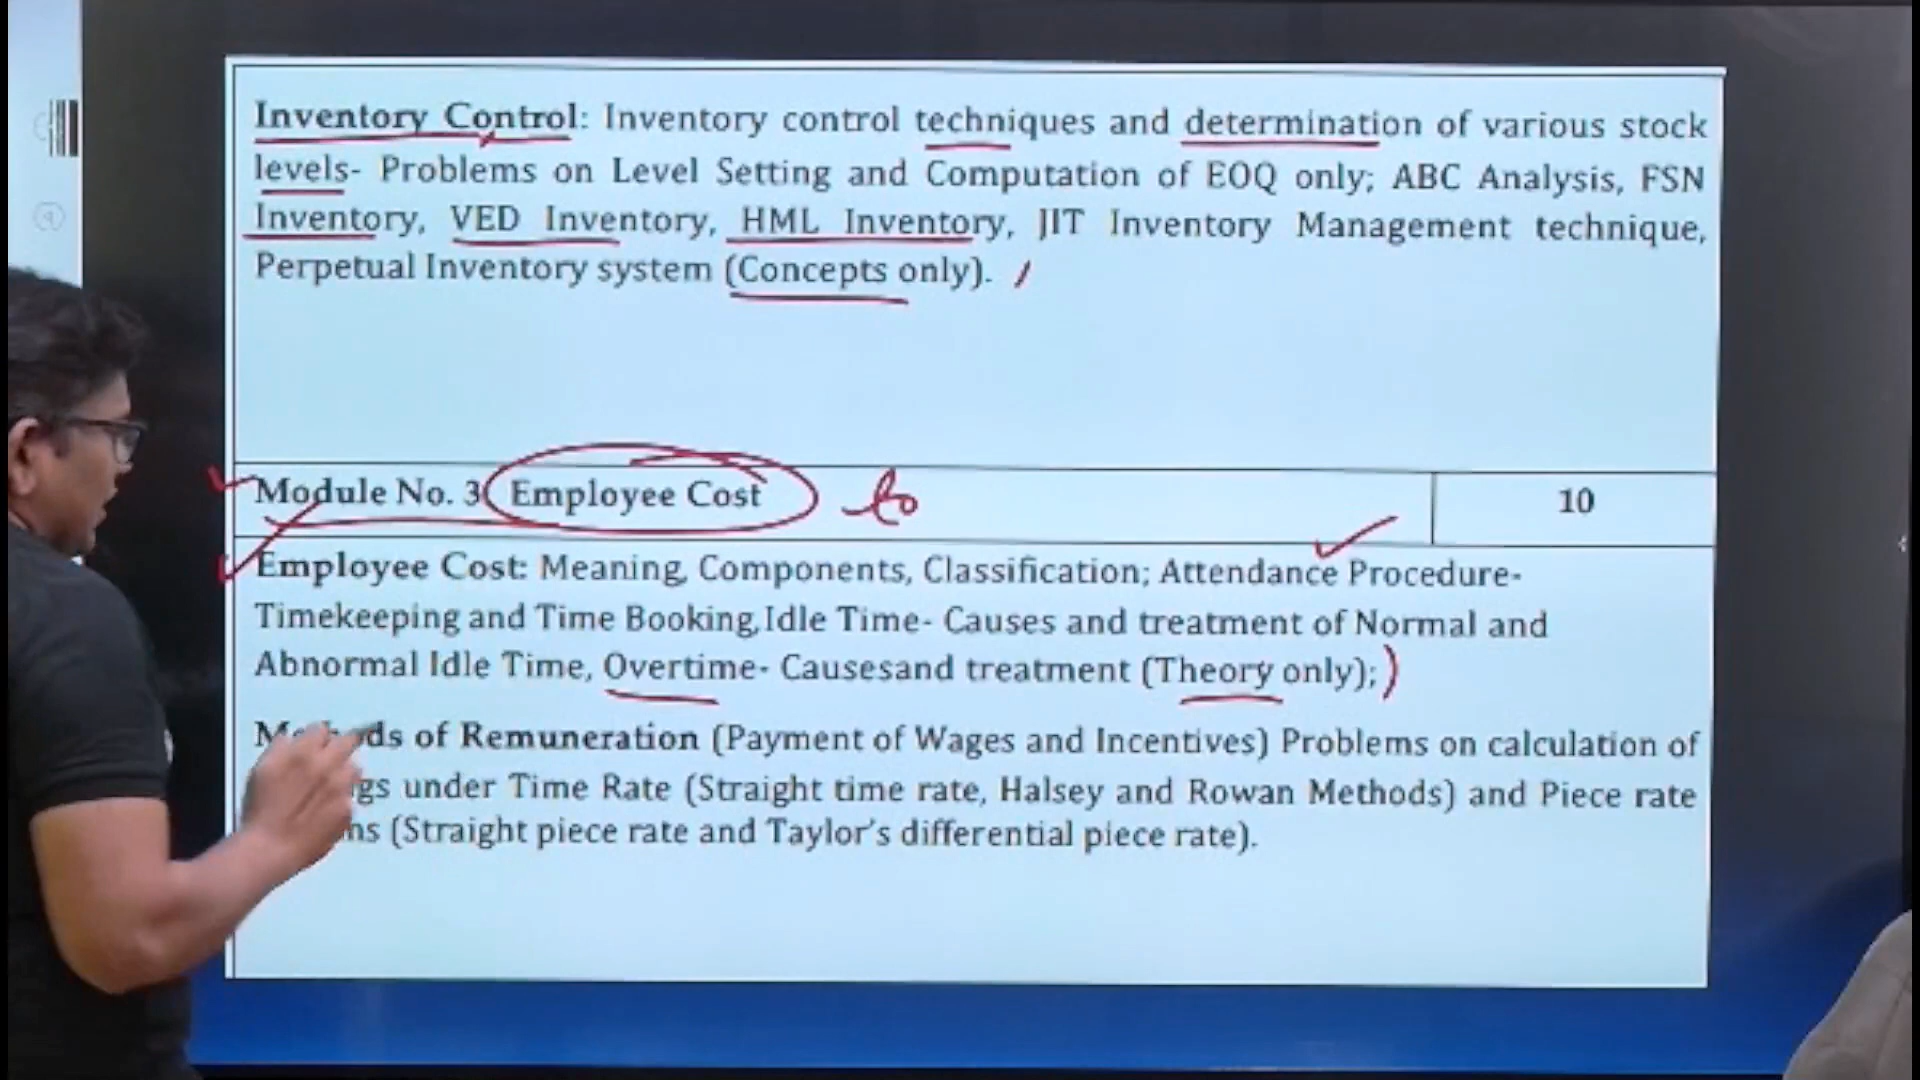 Inventory Control: Inventory control techniques and determination of various stock
levels- Problems on Level Setting and Computation of EOQ only; ABC Analysis, FSN
Inventory, VED Inventory, HML Inventory, JIT Inventory Management technique,
Perpetual Inventory system (Concepts only).
Module No. 3 Employee Cost
10
Employee Cost: Meaning, Components, Classification; Attendance Procedure-
Timekeeping and Time Booking, Idle Time- Causes and treatment of Normal and
Abnormal Idle Time, Overtime- Causesand treatment (Theory only);
of Remuneration (Payment of Wages and Incentives) Problems on calculation of
under Time Rate (Straight time rate, Halsey and Rowan Methods) and Piece rate
(Straight piece rate and Taylor's differential piece rate).